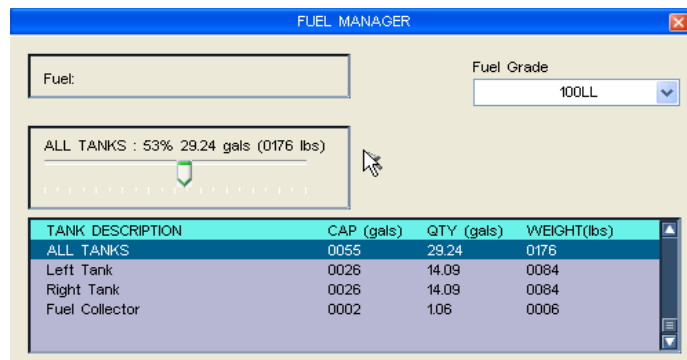 FUEL MANAGER
Fuel:
Fuel Grade
100LL
ALL TANKS : 53% 29.24 gals (0176 lbs)
TANK DESCRIPTION CAP (gals) QTY (gals) WEIGHT(lbs)
ALL TANKS 0055 29.24 0176
Left Tank 0026 14.09 0084
Right Tank 0026 14.09 0084
Fuel Collector 0002 1.06 0006